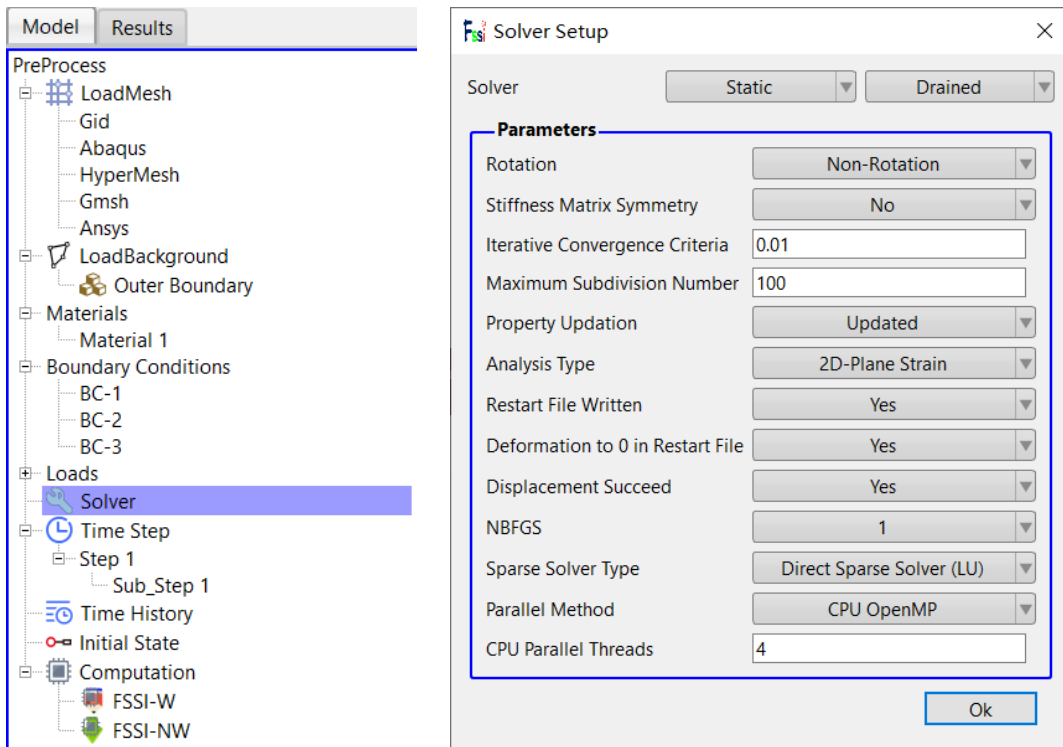 Model
Results
PreProcess
LoadMesh
Gid
Abaqus
HyperMesh
Gmsh
Ansys
LoadBackground
Outer Boundary
Materials
Material 1
Boundary Conditions
BC-1
BC-2
BC-3
Loads
Solver
Time Step
Step 1
Sub_Step 1
Time History
Initial State
Computation
FSSI-W
FSSI-NW
Fssi Solver Setup
Solver Static Drained
Parameters
Rotation Non-Rotation
Stiffness Matrix Symmetry No
Iterative Convergence Criteria 0.01
Maximum Subdivision Number 100
Property Updation Updated
Analysis Type 2D-Plane Strain
Restart File Written Yes
Deformation to 0 in Restart File Yes
Displacement Succeed Yes
NBFGS 1
Sparse Solver Type Direct Sparse Solver (LU)
Parallel Method CPU OpenMP
CPU Parallel Threads 4
Ok